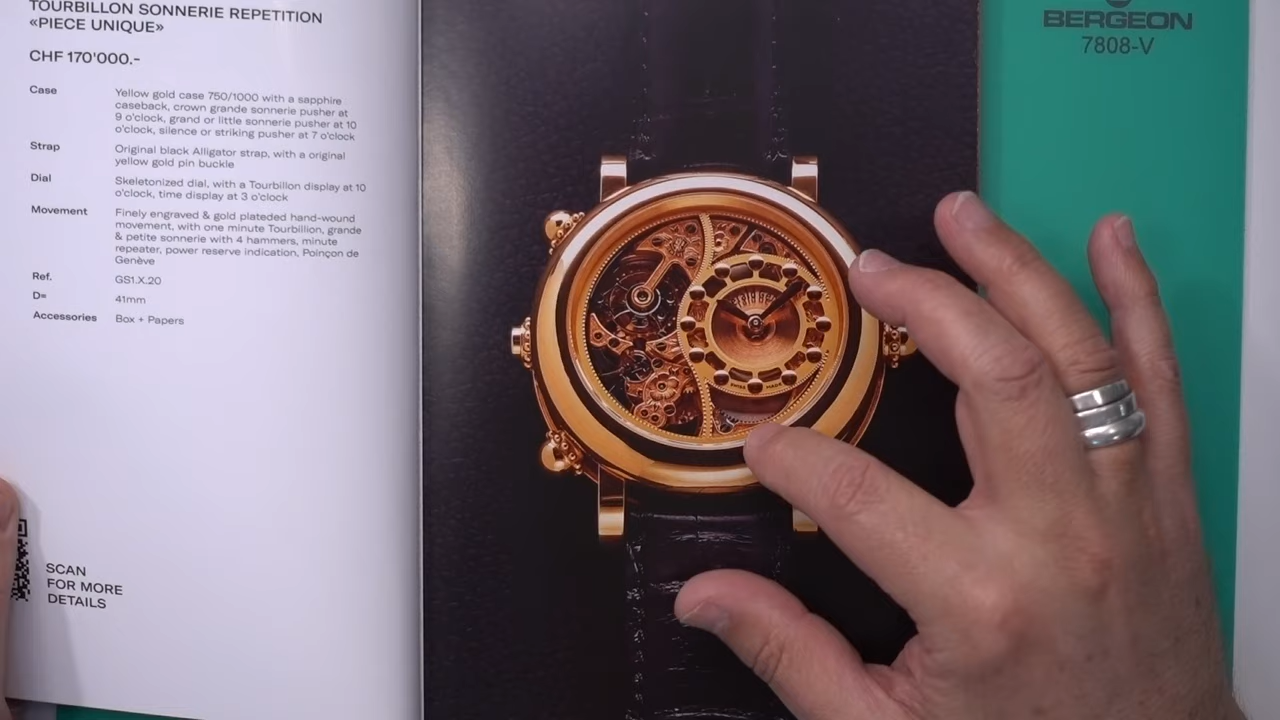 TOURBILLON SONNERIE REPETITION
«PIECE UNIQUE»
CHF 170'000.-
Case
Yellow gold case 750/1000 with a sapphire
caseback, crown grande sonnerie pusher at
9 o'clock, grand or little sonnerie pusher at 10
o'clock, silence or striking pusher at 7 o'clock
Strap
Original black Alligator strap, with a original
yellow gold pin buckle
Dial
Skeletonized dial, with a Tourbillon display at 10
o'clock, time display at 3 o'clock
Movement
Finely engraved & gold plateded hand-wound
movement, with one minute Tourbillon, grande
& petite sonnerie with 4 hammers, minute
repeater, power reserve indication, Poinçon de
Genève
Ref.
GS1.X.20
D=
41mm
Accessories
Box + Papers
SCAN
FOR MORE
DETAILS
SWISS MADE
BERGEON
7808-V